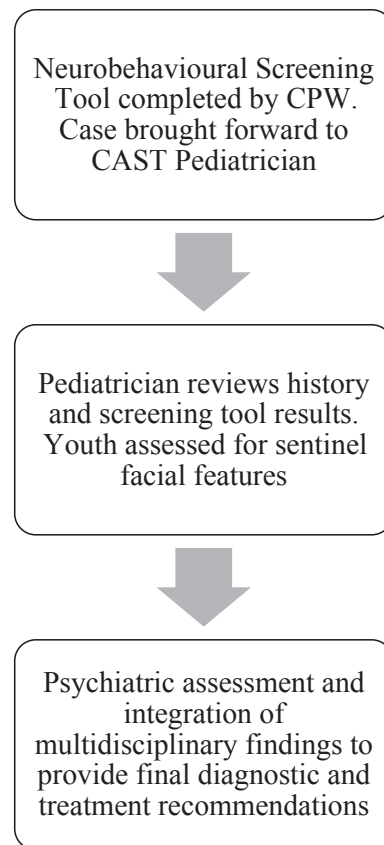 Neurobehavioural Screening
Tool completed by CPW.
Case brought forward to
CAST Pediatrician
Pediatrician reviews history
and screening tool results.
Youth assessed for sentinel
facial features
Psychiatric assessment and
integration of
multidisciplinary findings to
provide final diagnostic and
treatment recommendations